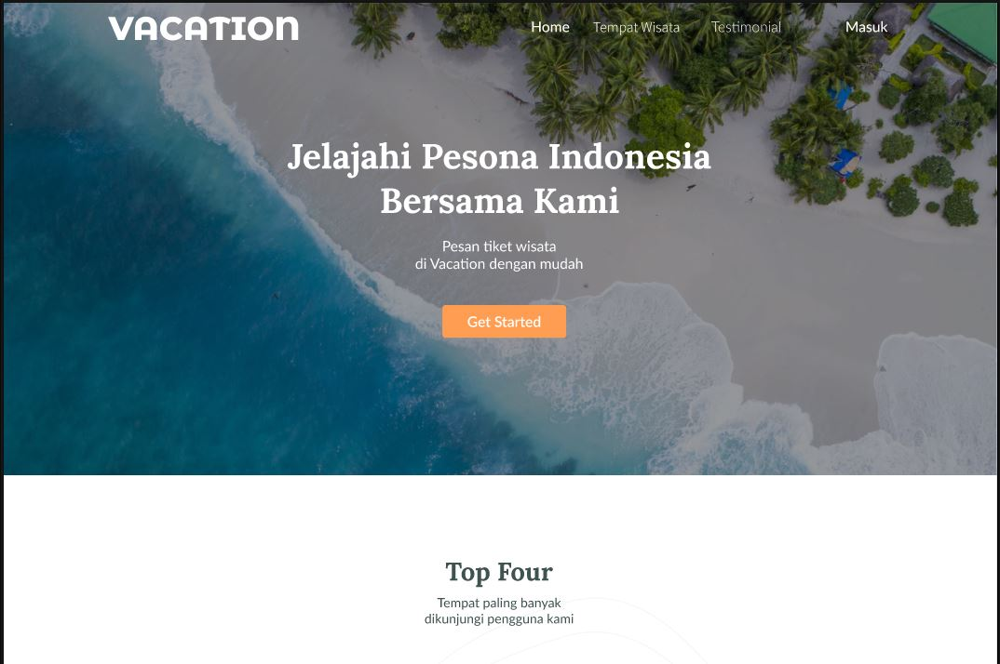 VACATION
Home Tempat Wisata Testimonial Masuk
Jelajahi Pesona Indonesia
Bersama Kami
Pesan tiket wisata
di Vacation dengan mudah
Get Started
Top Four
Tempat paling banyak
dikunjungi pengguna kami